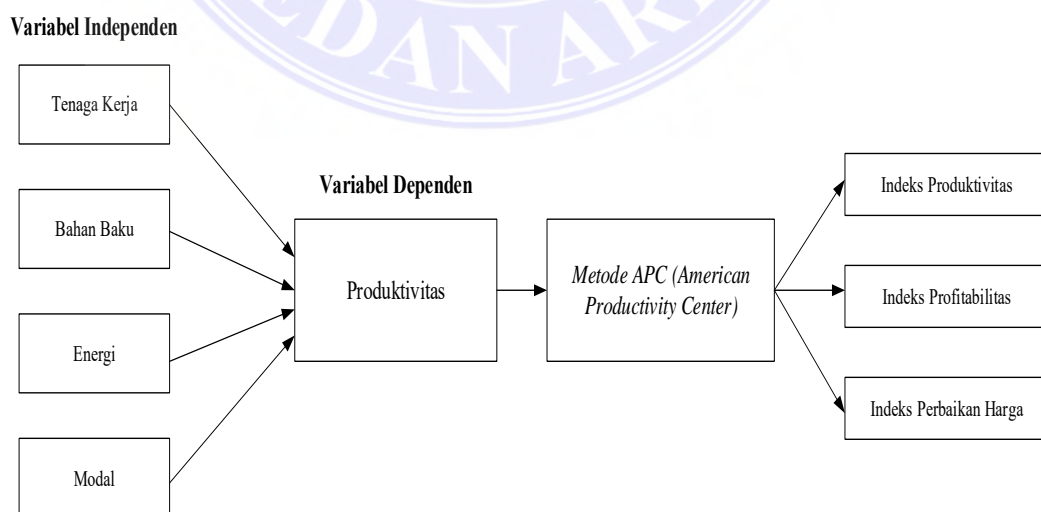 Variabel Independen
Tenaga Kerja
Bahan Baku
Energi
Modal
Variabel Dependen
Produktivitas
Metode APC (American
Productivity Center)
Indeks Produktivitas
Indeks Profitabilitas
Indeks Perbaikan Harga